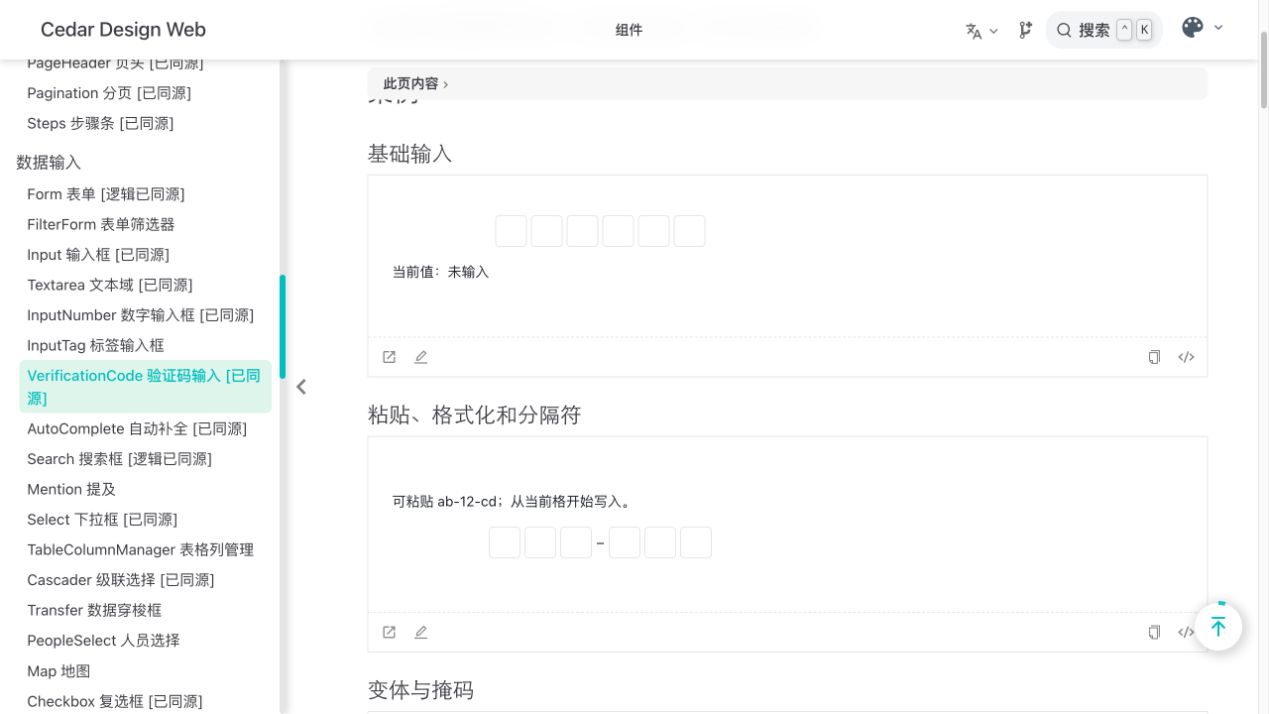 Cedar Design Web
组件
搜索 ^ K
PageHeader 页头 [已同源]
Pagination 分页 [已同源]
Steps 步骤条 [已同源]
数据输入
Form 表单 [逻辑已同源]
FilterForm 表单筛选器
Input 输入框 [已同源]
Textarea 文本域 [已同源]
InputNumber 数字输入框 [已同源]
InputTag 标签输入框
VerificationCode 验证码输入 [已同
源]
AutoComplete 自动补全 [已同源]
Search 搜索框 [逻辑已同源]
Mention 提及
Select 下拉框 [已同源]
TableColumnManager 表格列管理
Cascader 级联选择 [已同源]
Transfer 数据穿梭框
PeopleSelect 人员选择
Map 地图
Checkbox 复选框 [已同源]
此页内容 ›
基础输入
当前值：未输入
粘贴、格式化和分隔符
可粘贴 ab-12-cd；从当前格开始写入。
–
变体与掩码